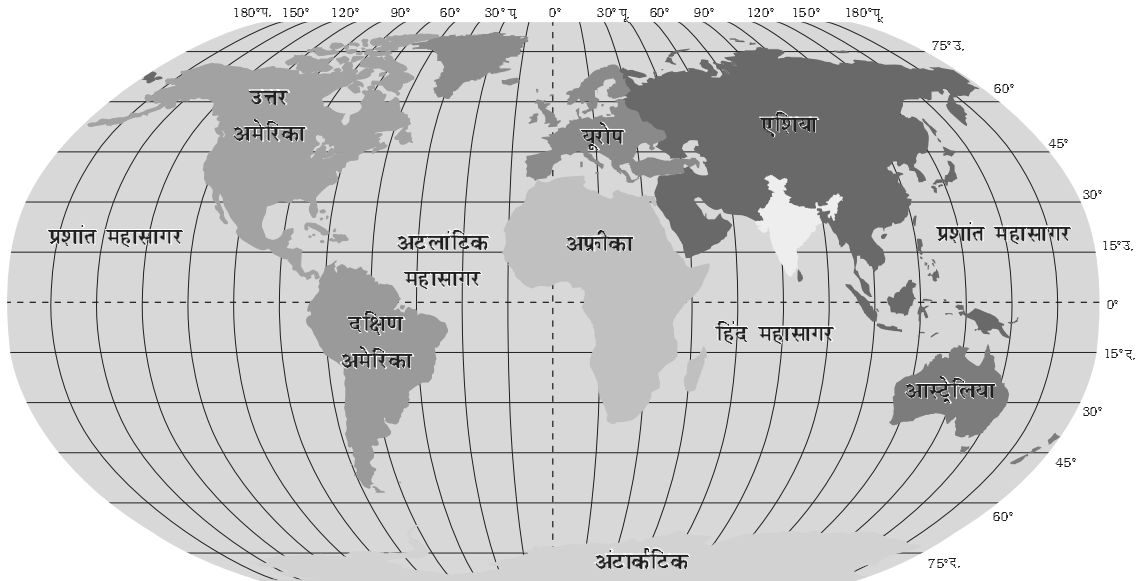 180°प. 150° 120° 90° 60° 30°प. 0° 30°पू. 60° 90° 120° 150° 180°पू.
75°उ.
60°
45°
30°
15°उ.
0°
15°द.
30°
45°
60°
75°द.
उत्तर
अमेरिका
यूरोप
एशिया
प्रशांत महासागर
अटलांटिक
महासागर
अफ्रीका
प्रशांत महासागर
दक्षिण
अमेरिका
हिंद महासागर
आस्ट्रेलिया
अंटार्कटिक